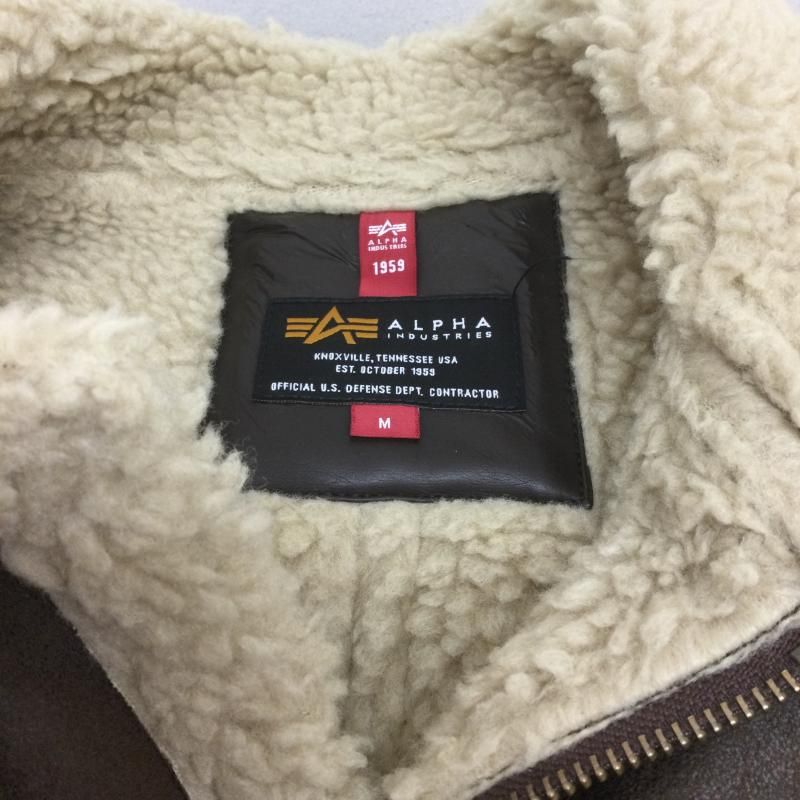 ALPHA
INDUSTRIES
1959
ALPHA
INDUSTRIES
KNOXVILLE, TENNESSEE USA
EST. OCTOBER 1959
OFFICIAL U.S. DEFENSE DEPT. CONTRACTOR
M